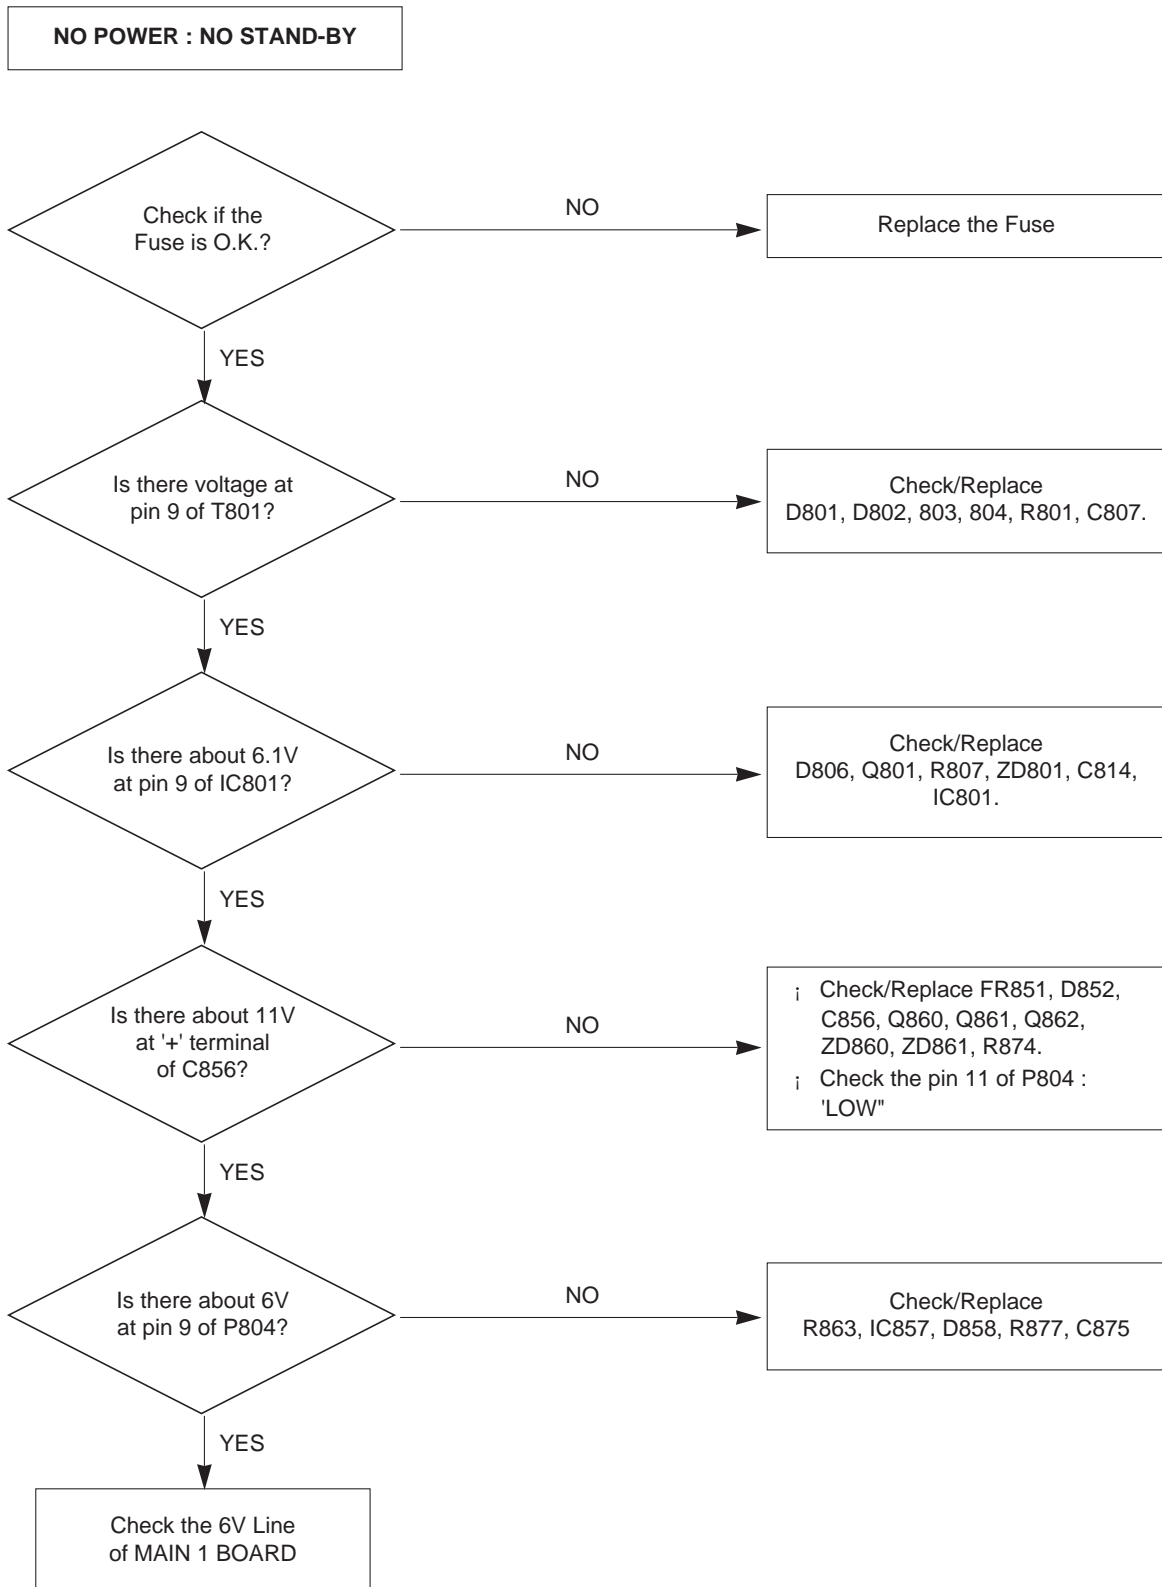 NO POWER : NO STAND-BY
Check if the
Fuse is O.K.?
NO
Replace the Fuse
YES
Is there voltage at
pin 9 of T801?
NO
Check/Replace
D801, D802, 803, 804, R801, C807.
YES
Is there about 6.1V
at pin 9 of IC801?
NO
Check/Replace
D806, Q801, R807, ZD801, C814,
IC801.
YES
Is there about 11V
at '+' terminal
of C856?
NO
¡ Check/Replace FR851, D852,
C856, Q860, Q861, Q862,
ZD860, ZD861, R874.
¡ Check the pin 11 of P804 :
'LOW"
YES
Is there about 6V
at pin 9 of P804?
NO
Check/Replace
R863, IC857, D858, R877, C875
YES
Check the 6V Line
of MAIN 1 BOARD